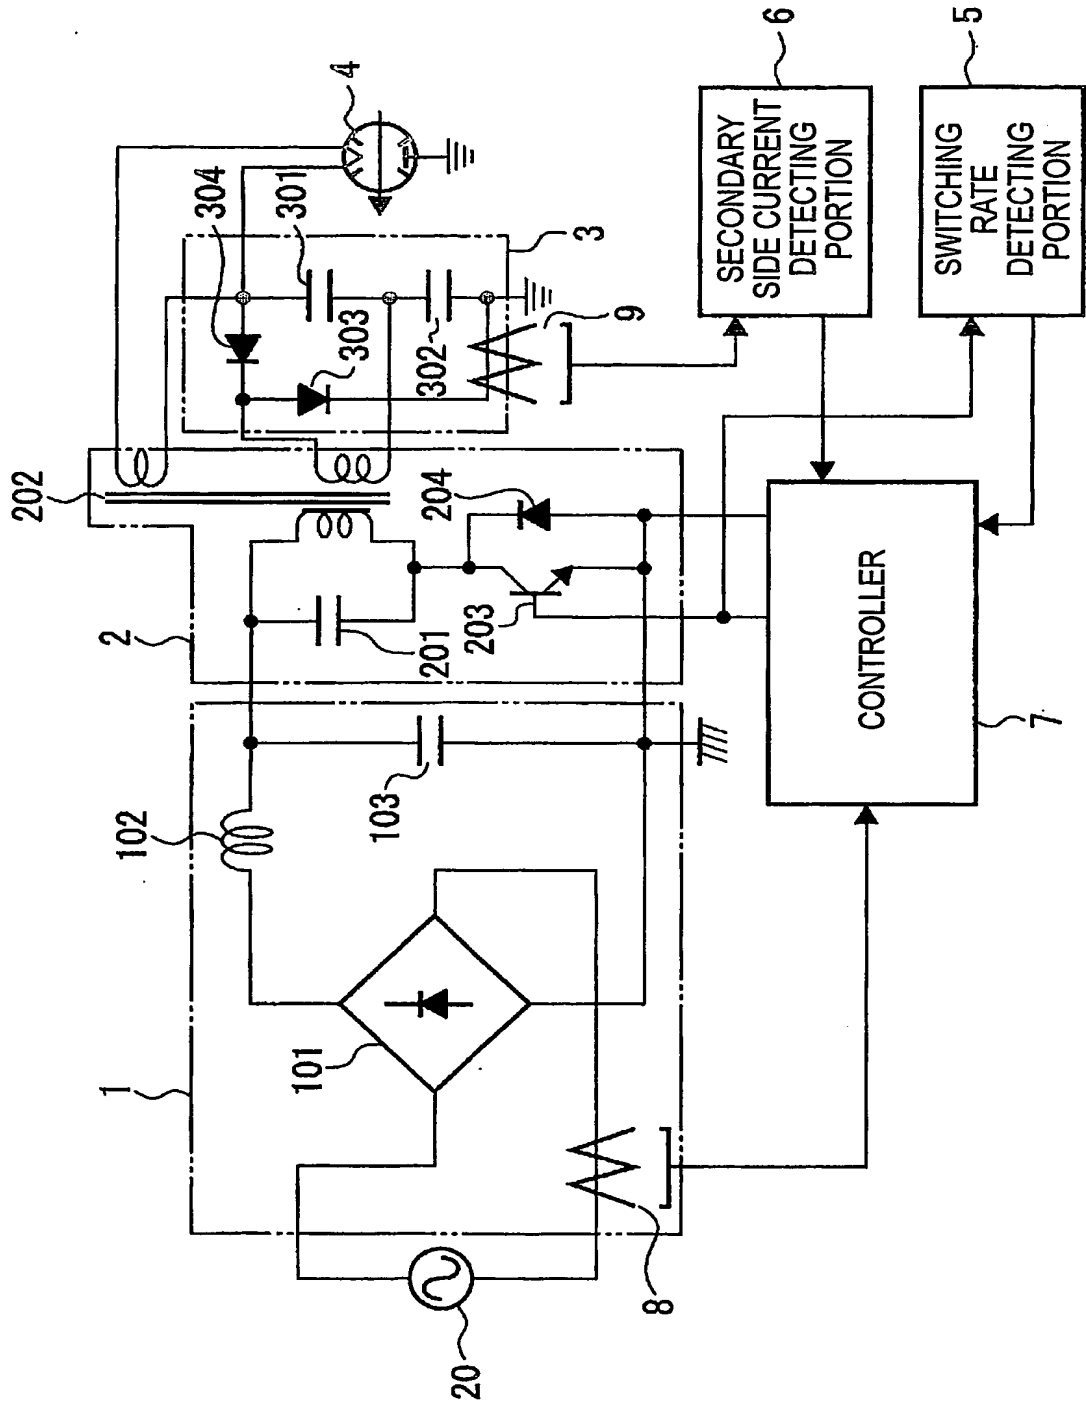 1
101
102
103
20
8
2
201
202
203
204
3
301
302
303
304
4
9
SECONDARY
SIDE CURRENT
DETECTING
PORTION
6
SWITCHING
RATE
DETECTING
PORTION
5
CONTROLLER
7